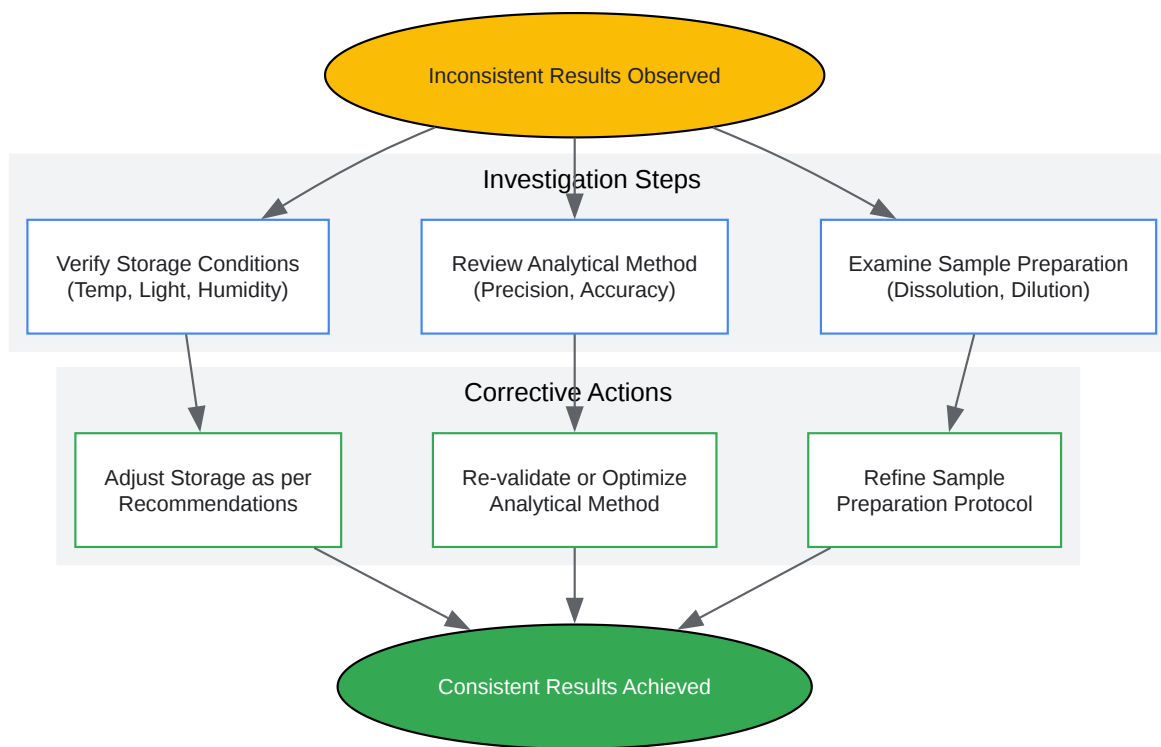 Inconsistent Results Observed
Investigation Steps
Verify Storage Conditions
(Temp, Light, Humidity)
Review Analytical Method
(Precision, Accuracy)
Examine Sample Preparation
(Dissolution, Dilution)
Corrective Actions
Adjust Storage as per
Recommendations
Re-validate or Optimize
Analytical Method
Refine Sample
Preparation Protocol
Consistent Results Achieved